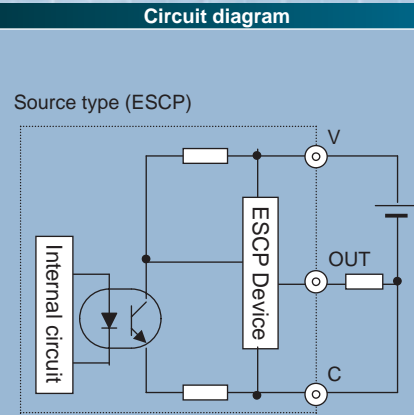 Circuit diagram
Source type (ESCP)
V
ESCP Device
OUT
Internal circuit
C